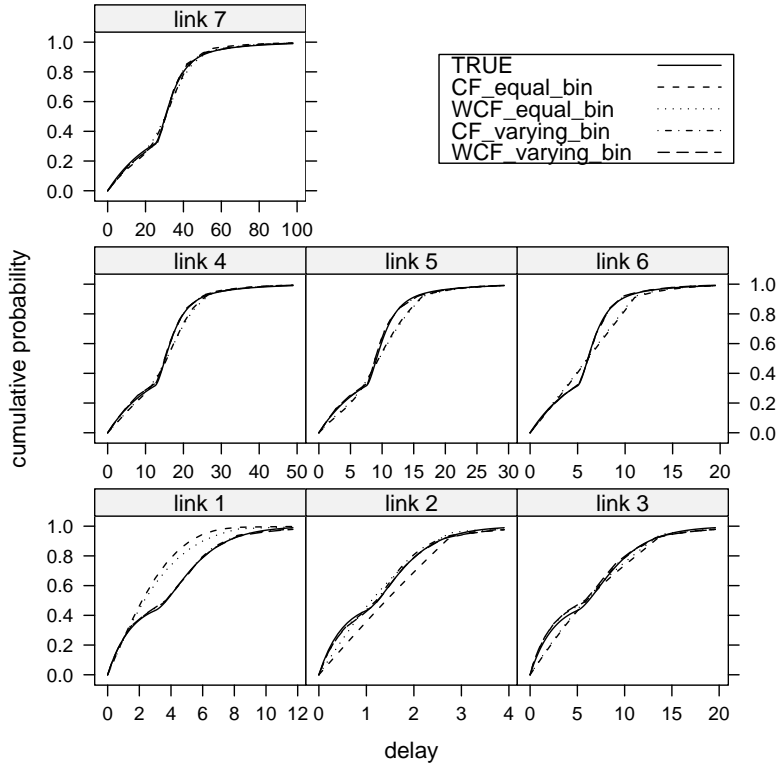 link 7
1.0
0.8
0.6
0.4
0.2
0.0
0 20 40 60 80 100
TRUE
CF_equal_bin
WCF_equal_bin
CF_varying_bin
WCF_varying_bin
cumulative probability
link 4 link 5 link 6
1.0
0.8
0.6
0.4
0.2
0.0
0 10 20 30 40 50 0 5 10 15 20 25 30 0 5 10 15 20
link 1 link 2 link 3
1.0
0.8
0.6
0.4
0.2
0.0
0 2 4 6 8 10 12 0 1 2 3 4 0 5 10 15 20
delay